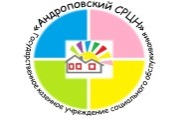 «Андроповский СРЦН»
Государственное казенное учреждение социального обслуживания